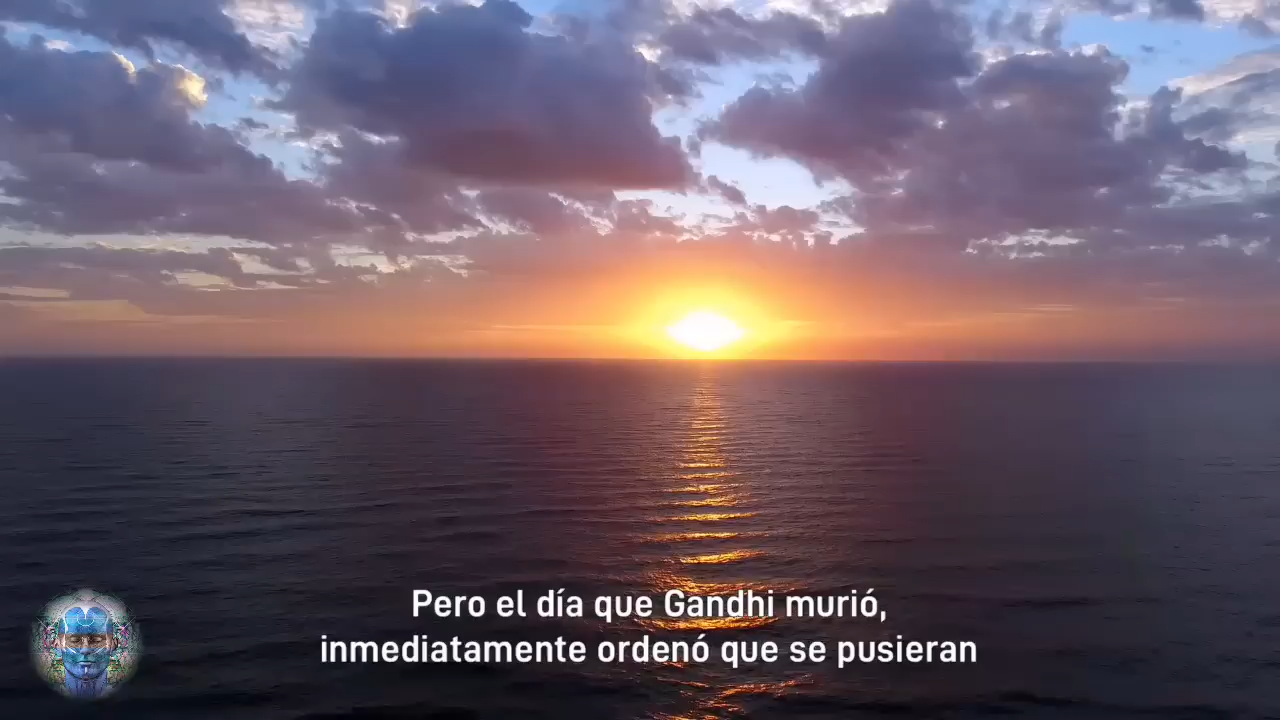 Pero el día que Gandhi murió,
inmediatamente ordenó que se pusieran